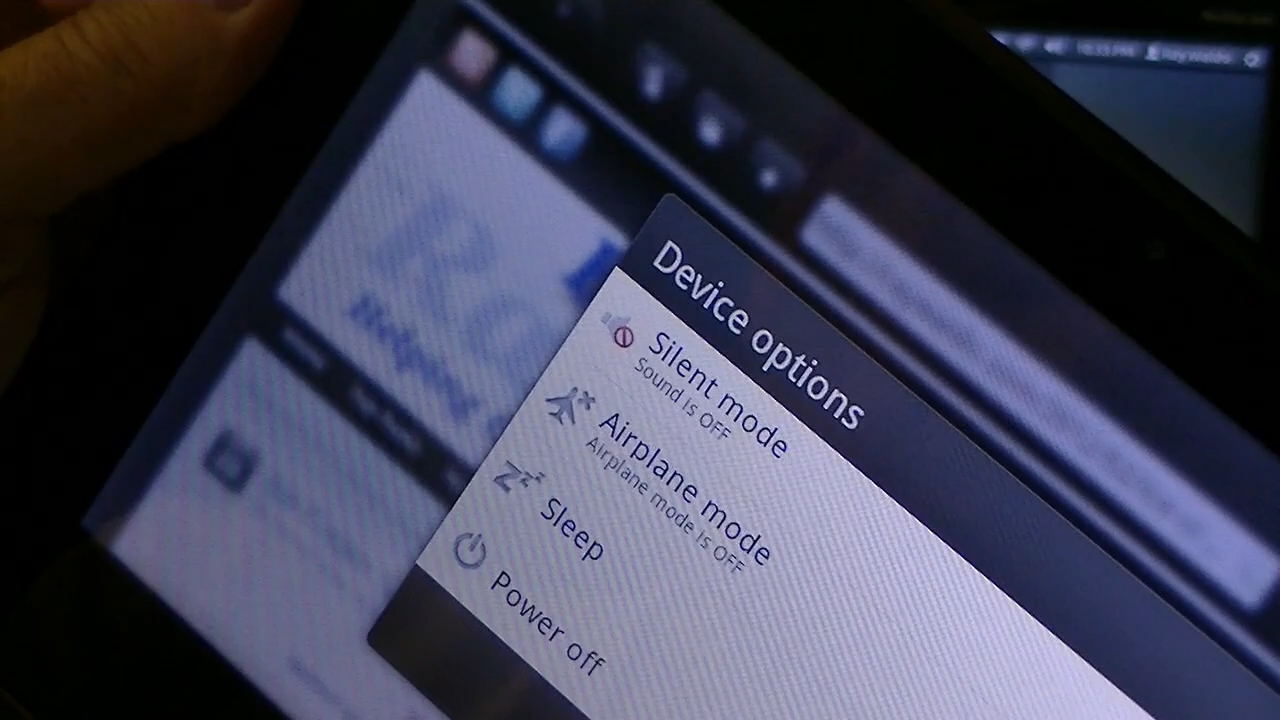 Device options
Silent mode
Sound is OFF
Airplane mode
Airplane mode is OFF
Sleep
Power off